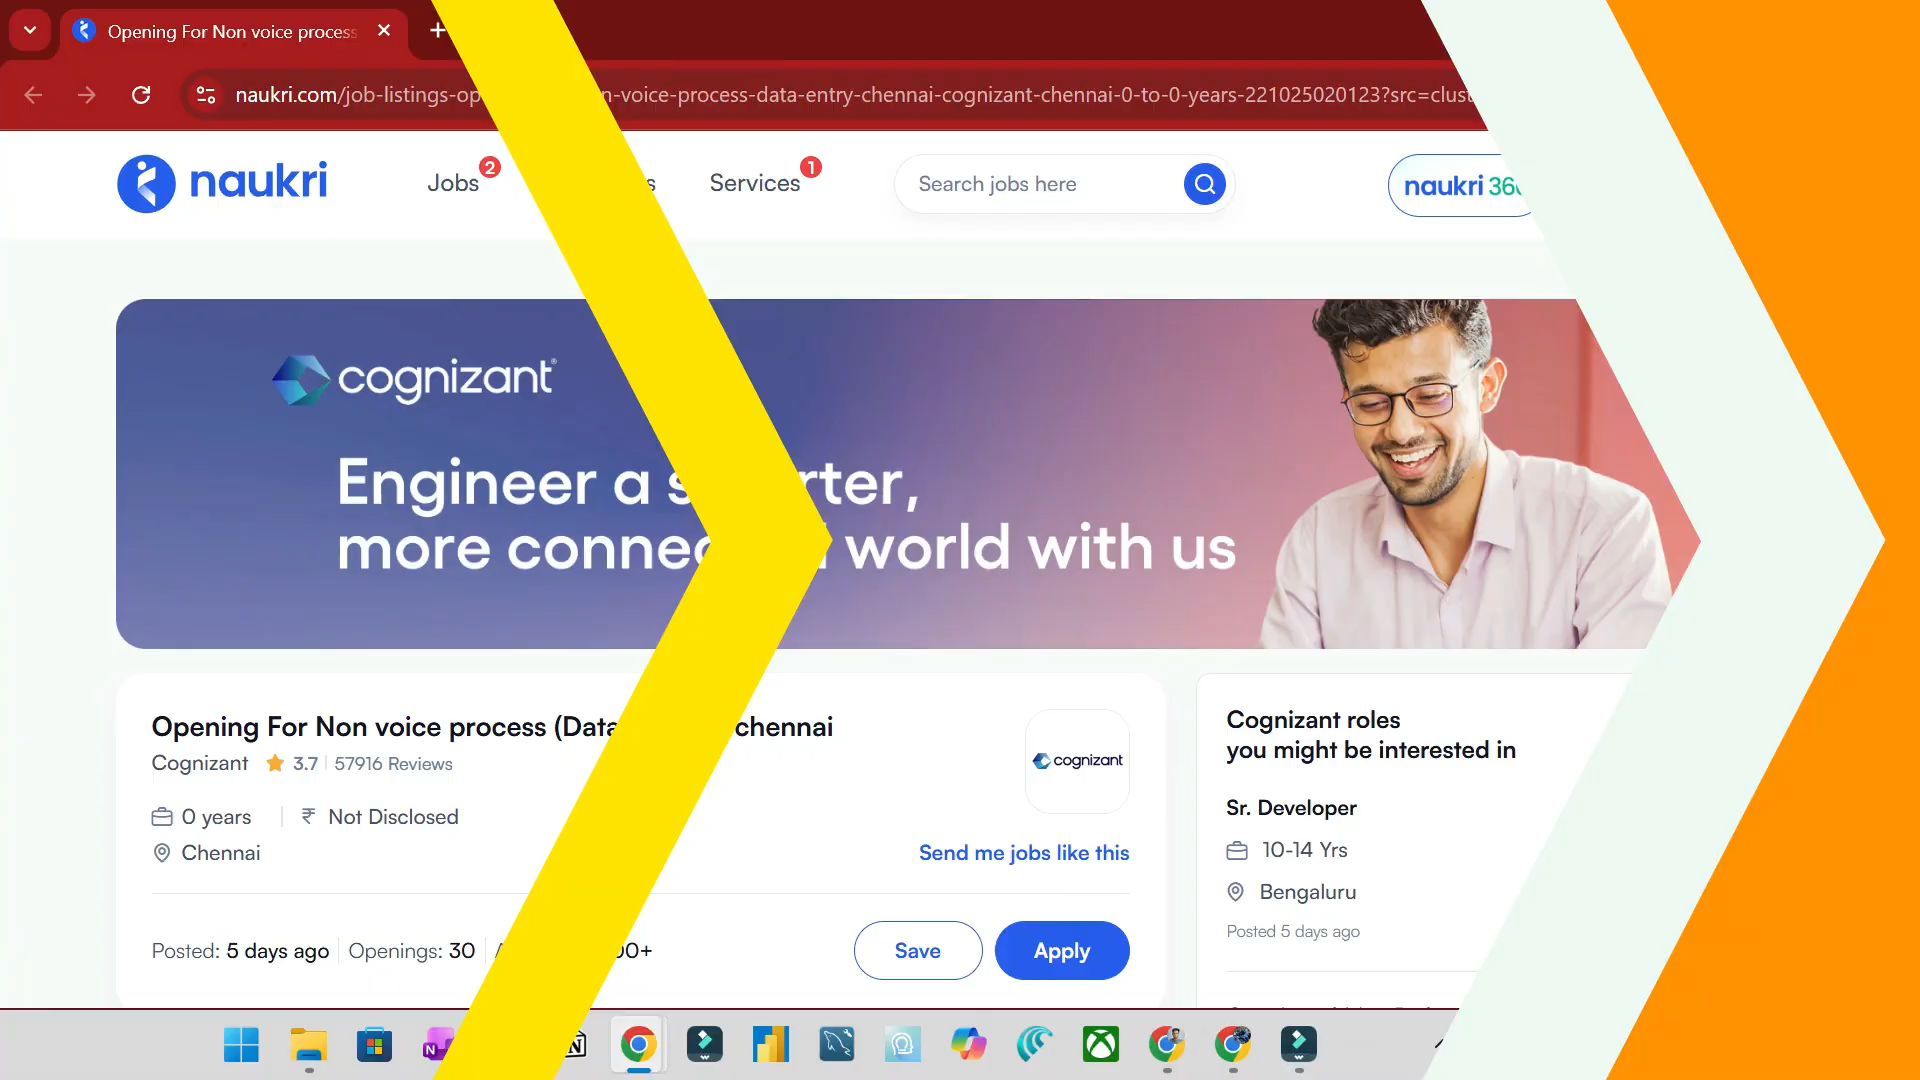 Opening For Non voice process
naukri.com/job-listings-op n-voice-process-data-entry-chennai-cognizant-chennai-0-to-0-years-221025020123?src=clust
naukri
Jobs 2
Services 1
Search jobs here
naukri 36
cognizant
Engineer a s rter,
more connec world with us
Opening For Non voice process (Data chennai
Cognizant 3.7 57916 Reviews
0 years ₹ Not Disclosed
Chennai
Send me jobs like this
Posted: 5 days ago Openings: 30 00+
Save
Apply
cognizant
Cognizant roles
you might be interested in
Sr. Developer
10-14 Yrs
Bengaluru
Posted 5 days ago